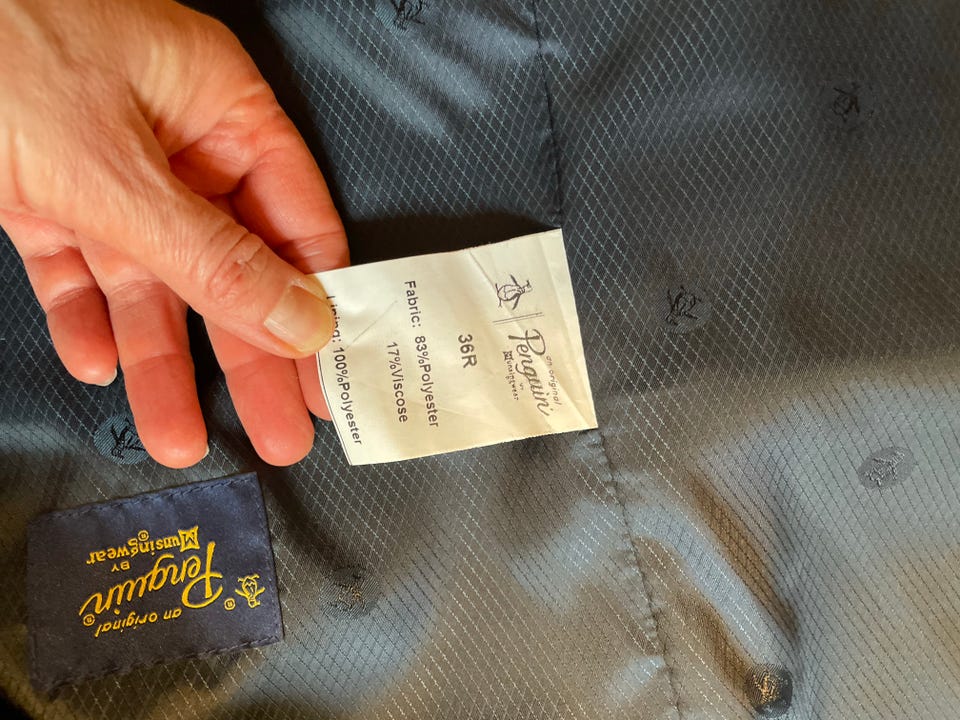 an original
Penguin
BY
Munsingwear
36R
Fabric: 83%Polyester
17%Viscose
Lining: 100%Polyester
an original
Penguin®
BY
Munsingwear®